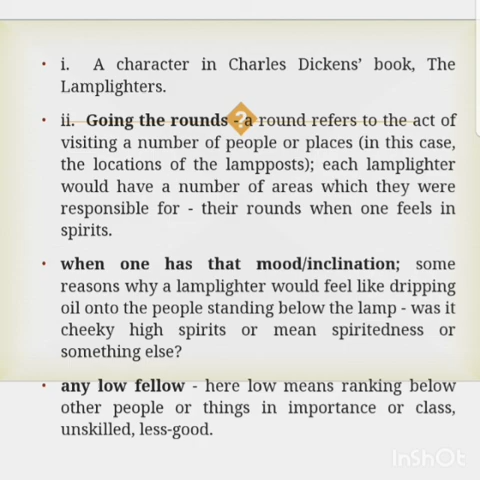 • i. A character in Charles Dickens’ book, The
Lamplighters.
• ii. Going the rounds - a round refers to the act of
visiting a number of people or places (in this case,
the locations of the lampposts); each lamplighter
would have a number of areas which they were
responsible for - their rounds when one feels in
spirits.
• when one has that mood/inclination; some
reasons why a lamplighter would feel like dripping
oil onto the people standing below the lamp - was it
cheeky high spirits or mean spiritedness or
something else?
• any low fellow - here low means ranking below
other people or things in importance or class,
unskilled, less-good.
InShOt